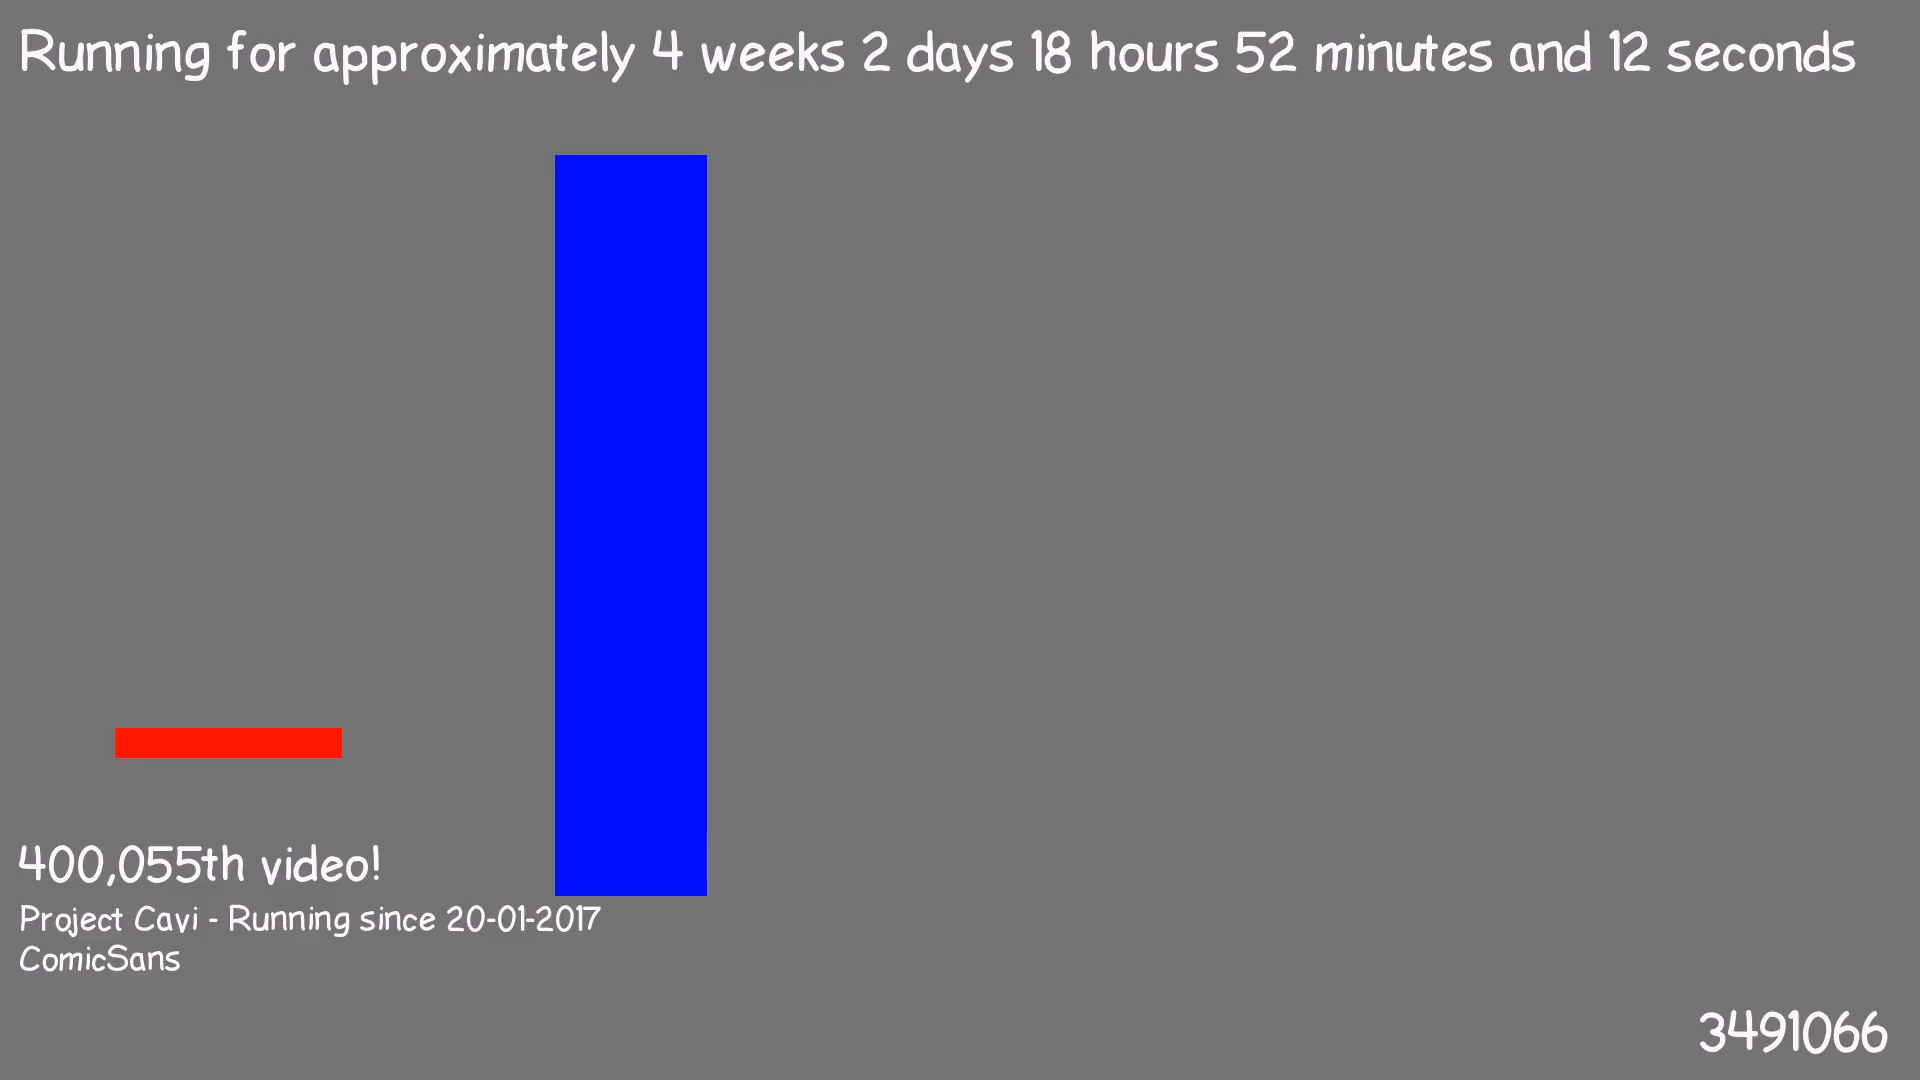 Running for approximately 4 weeks 2 days 18 hours 52 minutes and 12 seconds
400,055th video!
Project Cavi - Running since 20-01-2017
ComicSans
3491066